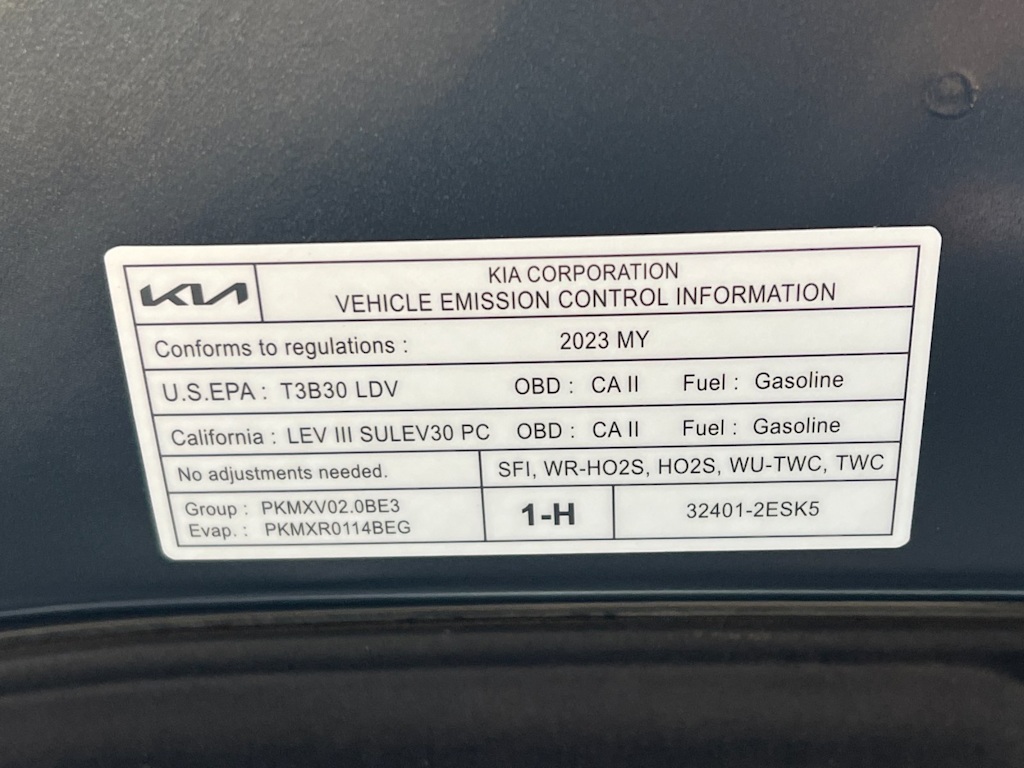 KIA
KIA CORPORATION
VEHICLE EMISSION CONTROL INFORMATION
Conforms to regulations : 2023 MY
U.S.EPA : T3B30 LDV OBD : CA II Fuel : Gasoline
California : LEV III SULEV30 PC OBD : CA II Fuel : Gasoline
No adjustments needed. SFI, WR-HO2S, HO2S, WU-TWC, TWC
Group : PKMXV02.0BE3
Evap. : PKMXR0114BEG
1-H
32401-2ESK5